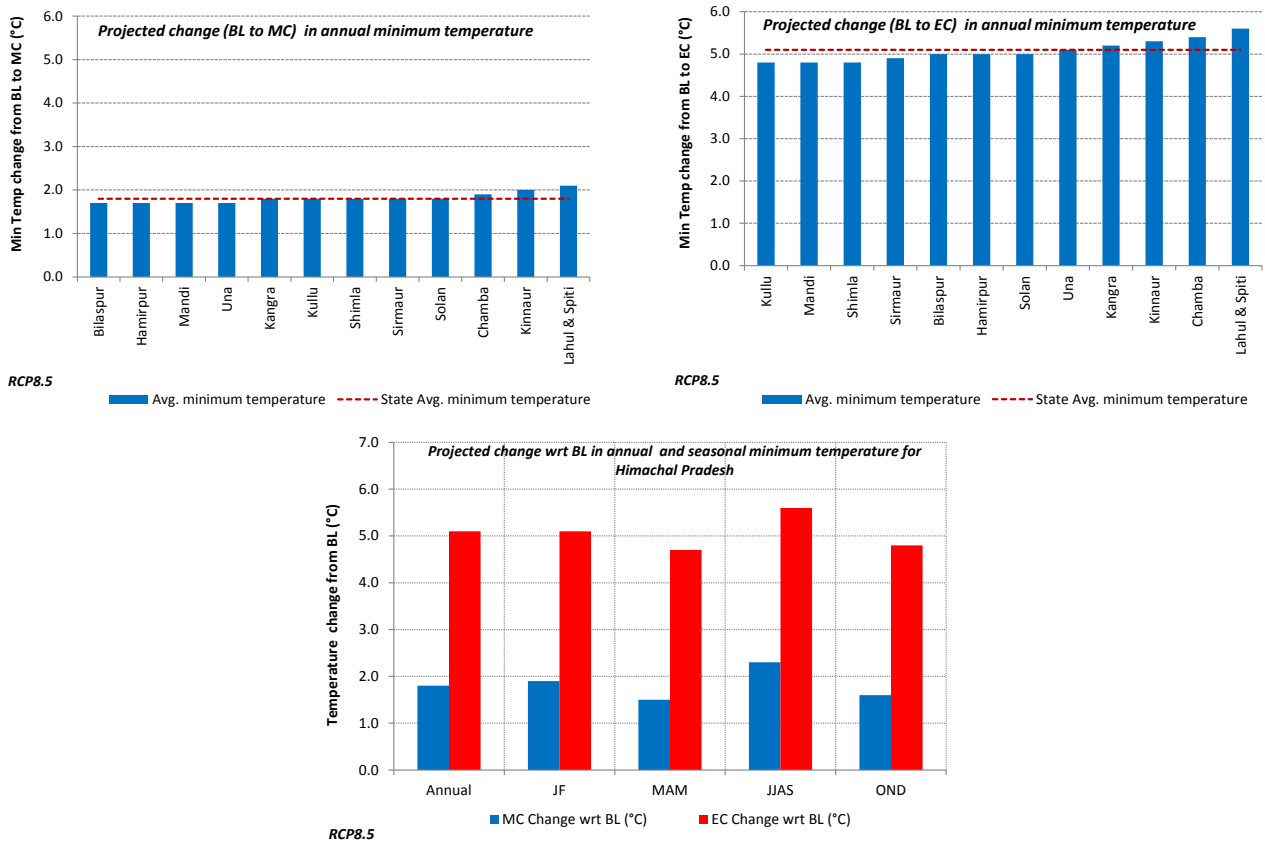 Projected change (BL to MC)  in annual minimum temperature
Min Temp change from BL to MC (°C)
6.0
5.0
4.0
3.0
2.0
1.0
0.0
Bilaspur
Hamirpur
Mandi
Una
Kangra
Kullu
Shimla
Sirmaur
Solan
Chamba
Kinnaur
Lahul & Spiti
RCP8.5
Avg. minimum temperature
State Avg. minimum temperature
Projected change (BL to EC)  in annual minimum temperature
Min Temp change from BL to EC (°C)
6.0
5.0
4.0
3.0
2.0
1.0
0.0
Kullu
Mandi
Shimla
Sirmaur
Bilaspur
Hamirpur
Solan
Una
Kangra
Kinnaur
Chamba
Lahul & Spiti
RCP8.5
Avg. minimum temperature
State Avg. minimum temperature
Projected change wrt BL in annual  and seasonal minimum temperature for
Himachal Pradesh
Temperature  change from BL (°C)
7.0
6.0
5.0
4.0
3.0
2.0
1.0
0.0
Annual
JF
MAM
JJAS
OND
MC Change wrt BL (°C)
EC Change wrt BL (°C)
RCP8.5